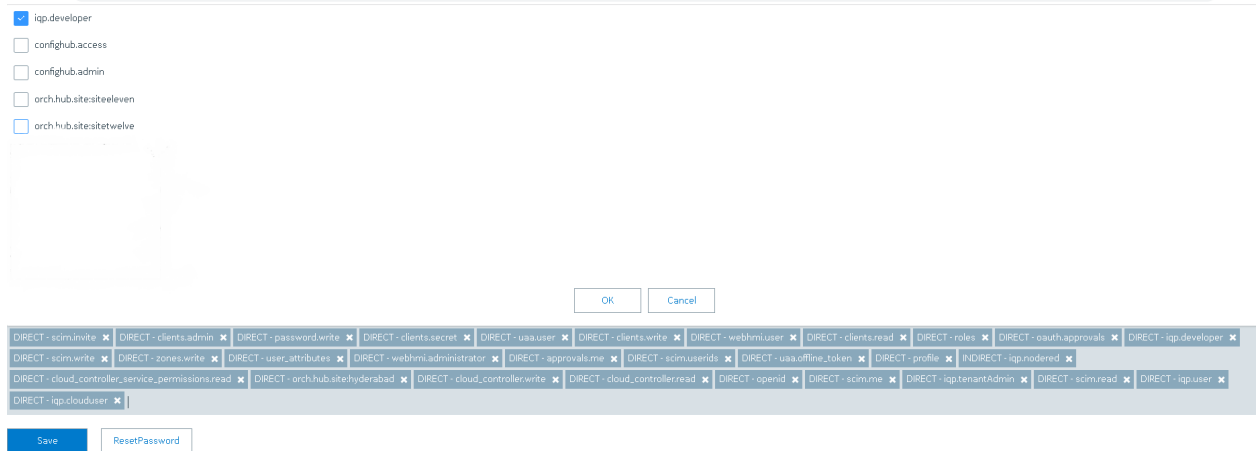 iqp.developer
confighub.access
confighub.admin
orch.hub.site:siteeleven
orch.hub.site:sitetwelve
OK Cancel
DIRECT - scim.invite ✖ DIRECT - clients.admin ✖ DIRECT - password.write ✖ DIRECT - clients.secret ✖ DIRECT - uaa.user ✖ DIRECT - clients.write ✖ DIRECT - webhmi.user ✖ DIRECT - clients.read ✖ DIRECT - roles ✖ DIRECT - oauth.approvals ✖ DIRECT - iqp.developer ✖
DIRECT - scim.write ✖ DIRECT - zones.write ✖ DIRECT - user_attributes ✖ DIRECT - webhmi.administrator ✖ DIRECT - approvals.me ✖ DIRECT - scim.userids ✖ DIRECT - uaa.offline_token ✖ DIRECT - profile ✖ INDIRECT - iqp.nodered ✖
DIRECT - cloud_controller_service_permissions.read ✖ DIRECT - orch.hub.site:hyderabad ✖ DIRECT - cloud_controller.write ✖ DIRECT - cloud_controller.read ✖ DIRECT - openid ✖ DIRECT - scim.me ✖ DIRECT - iqp.tenantAdmin ✖ DIRECT - scim.read ✖ DIRECT - iqp.user ✖
DIRECT - iqp.clouduser ✖
Save ResetPassword